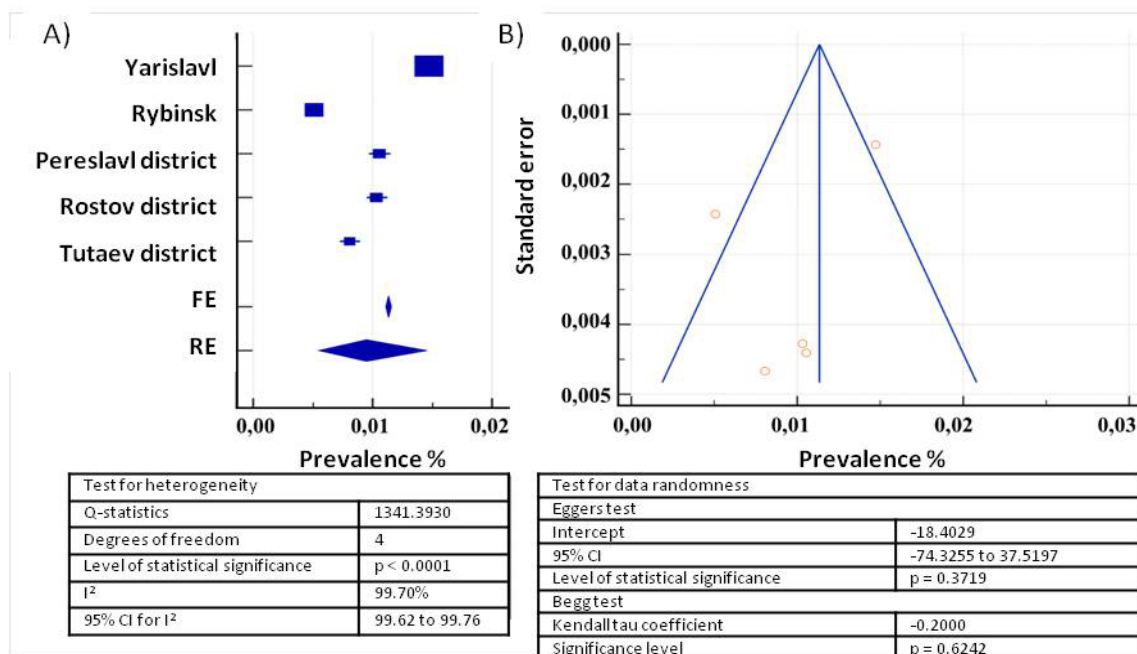 A)
Yarislavl
Rybinsk
Pereslavl district
Rostov district
Tutaev district
FE
RE
0,00 0,01 0,02
Prevalence %
Test for heterogeneity
Q-statistics 1341.3930
Degrees of freedom 4
Level of statistical significance p < 0.0001
I² 99.70%
95% CI for I² 99.62 to 99.76
B)
Standard error
0,000
0,001
0,002
0,003
0,004
0,005
0,00 0,01 0,02 0,03
Prevalence %
Test for data randomness
Eggers test
Intercept -18.4029
95% CI -74.3255 to 37.5197
Level of statistical significance p = 0.3719
Begg test
Kendall tau coefficient -0.2000
Significance level p = 0.6242